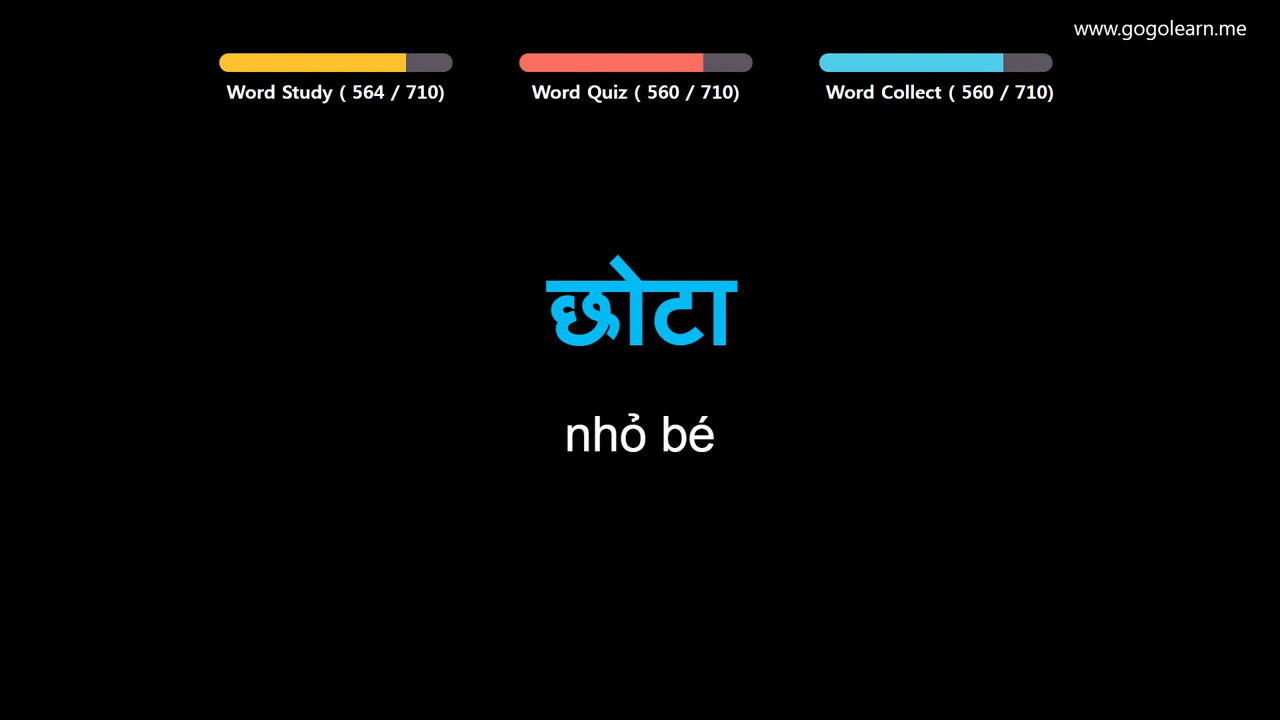 www.gogolearn.me
Word Study ( 564 / 710)
Word Quiz ( 560 / 710)
Word Collect ( 560 / 710)
छोटा
nhỏ bé